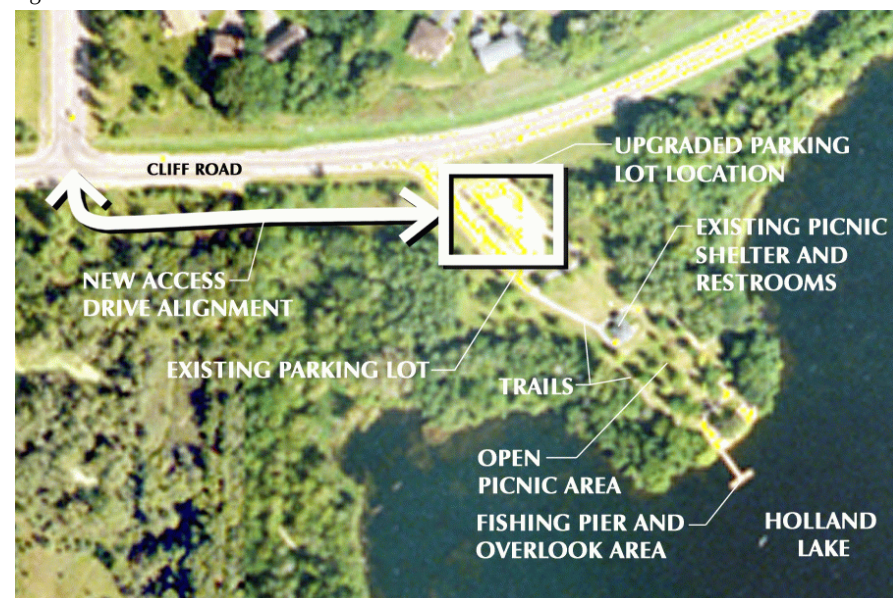 UPGRADED PARKING
LOT LOCATION
CLIFF ROAD
EXISTING PICNIC
SHELTER AND
RESTROOMS
NEW ACCESS
DRIVE ALIGNMENT
EXISTING PARKING LOT
TRAILS
OPEN
PICNIC AREA
FISHING PIER AND
OVERLOOK AREA
HOLLAND
LAKE